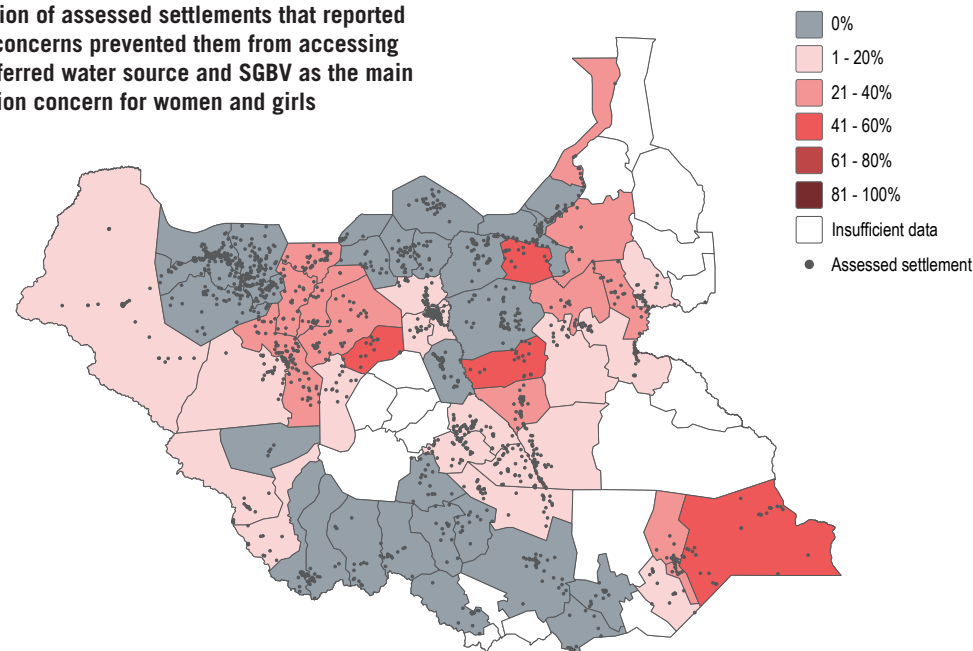 ion of assessed settlements that reported
concerns prevented them from accessing
ferred water source and SGBV as the main
ion concern for women and girls
0%
1 - 20%
21 - 40%
41 - 60%
61 - 80%
81 - 100%
Insufficient data
Assessed settlement